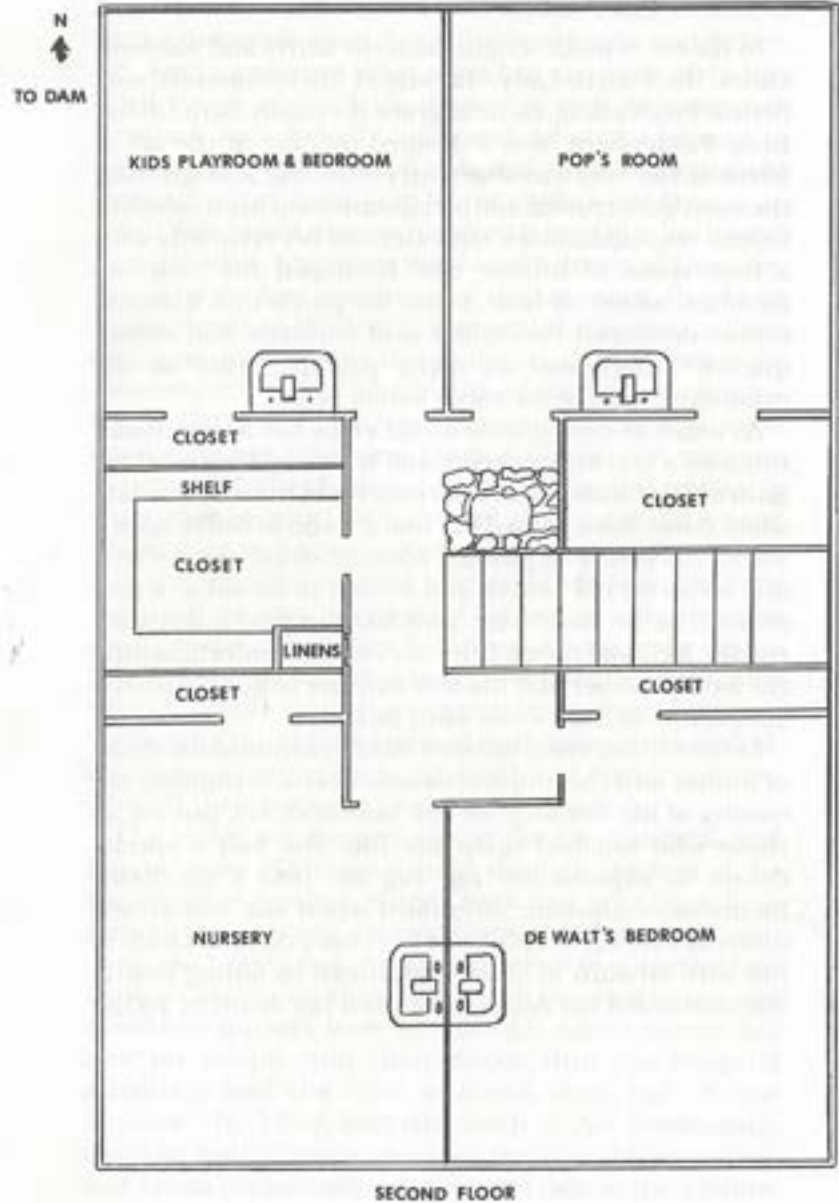 N
TO DAM
KIDS PLAYROOM & BEDROOM
POP'S ROOM
CLOSET
SHELF
CLOSET
CLOSET
LINENS
CLOSET
CLOSET
NURSERY
DE WALT'S BEDROOM
SECOND FLOOR